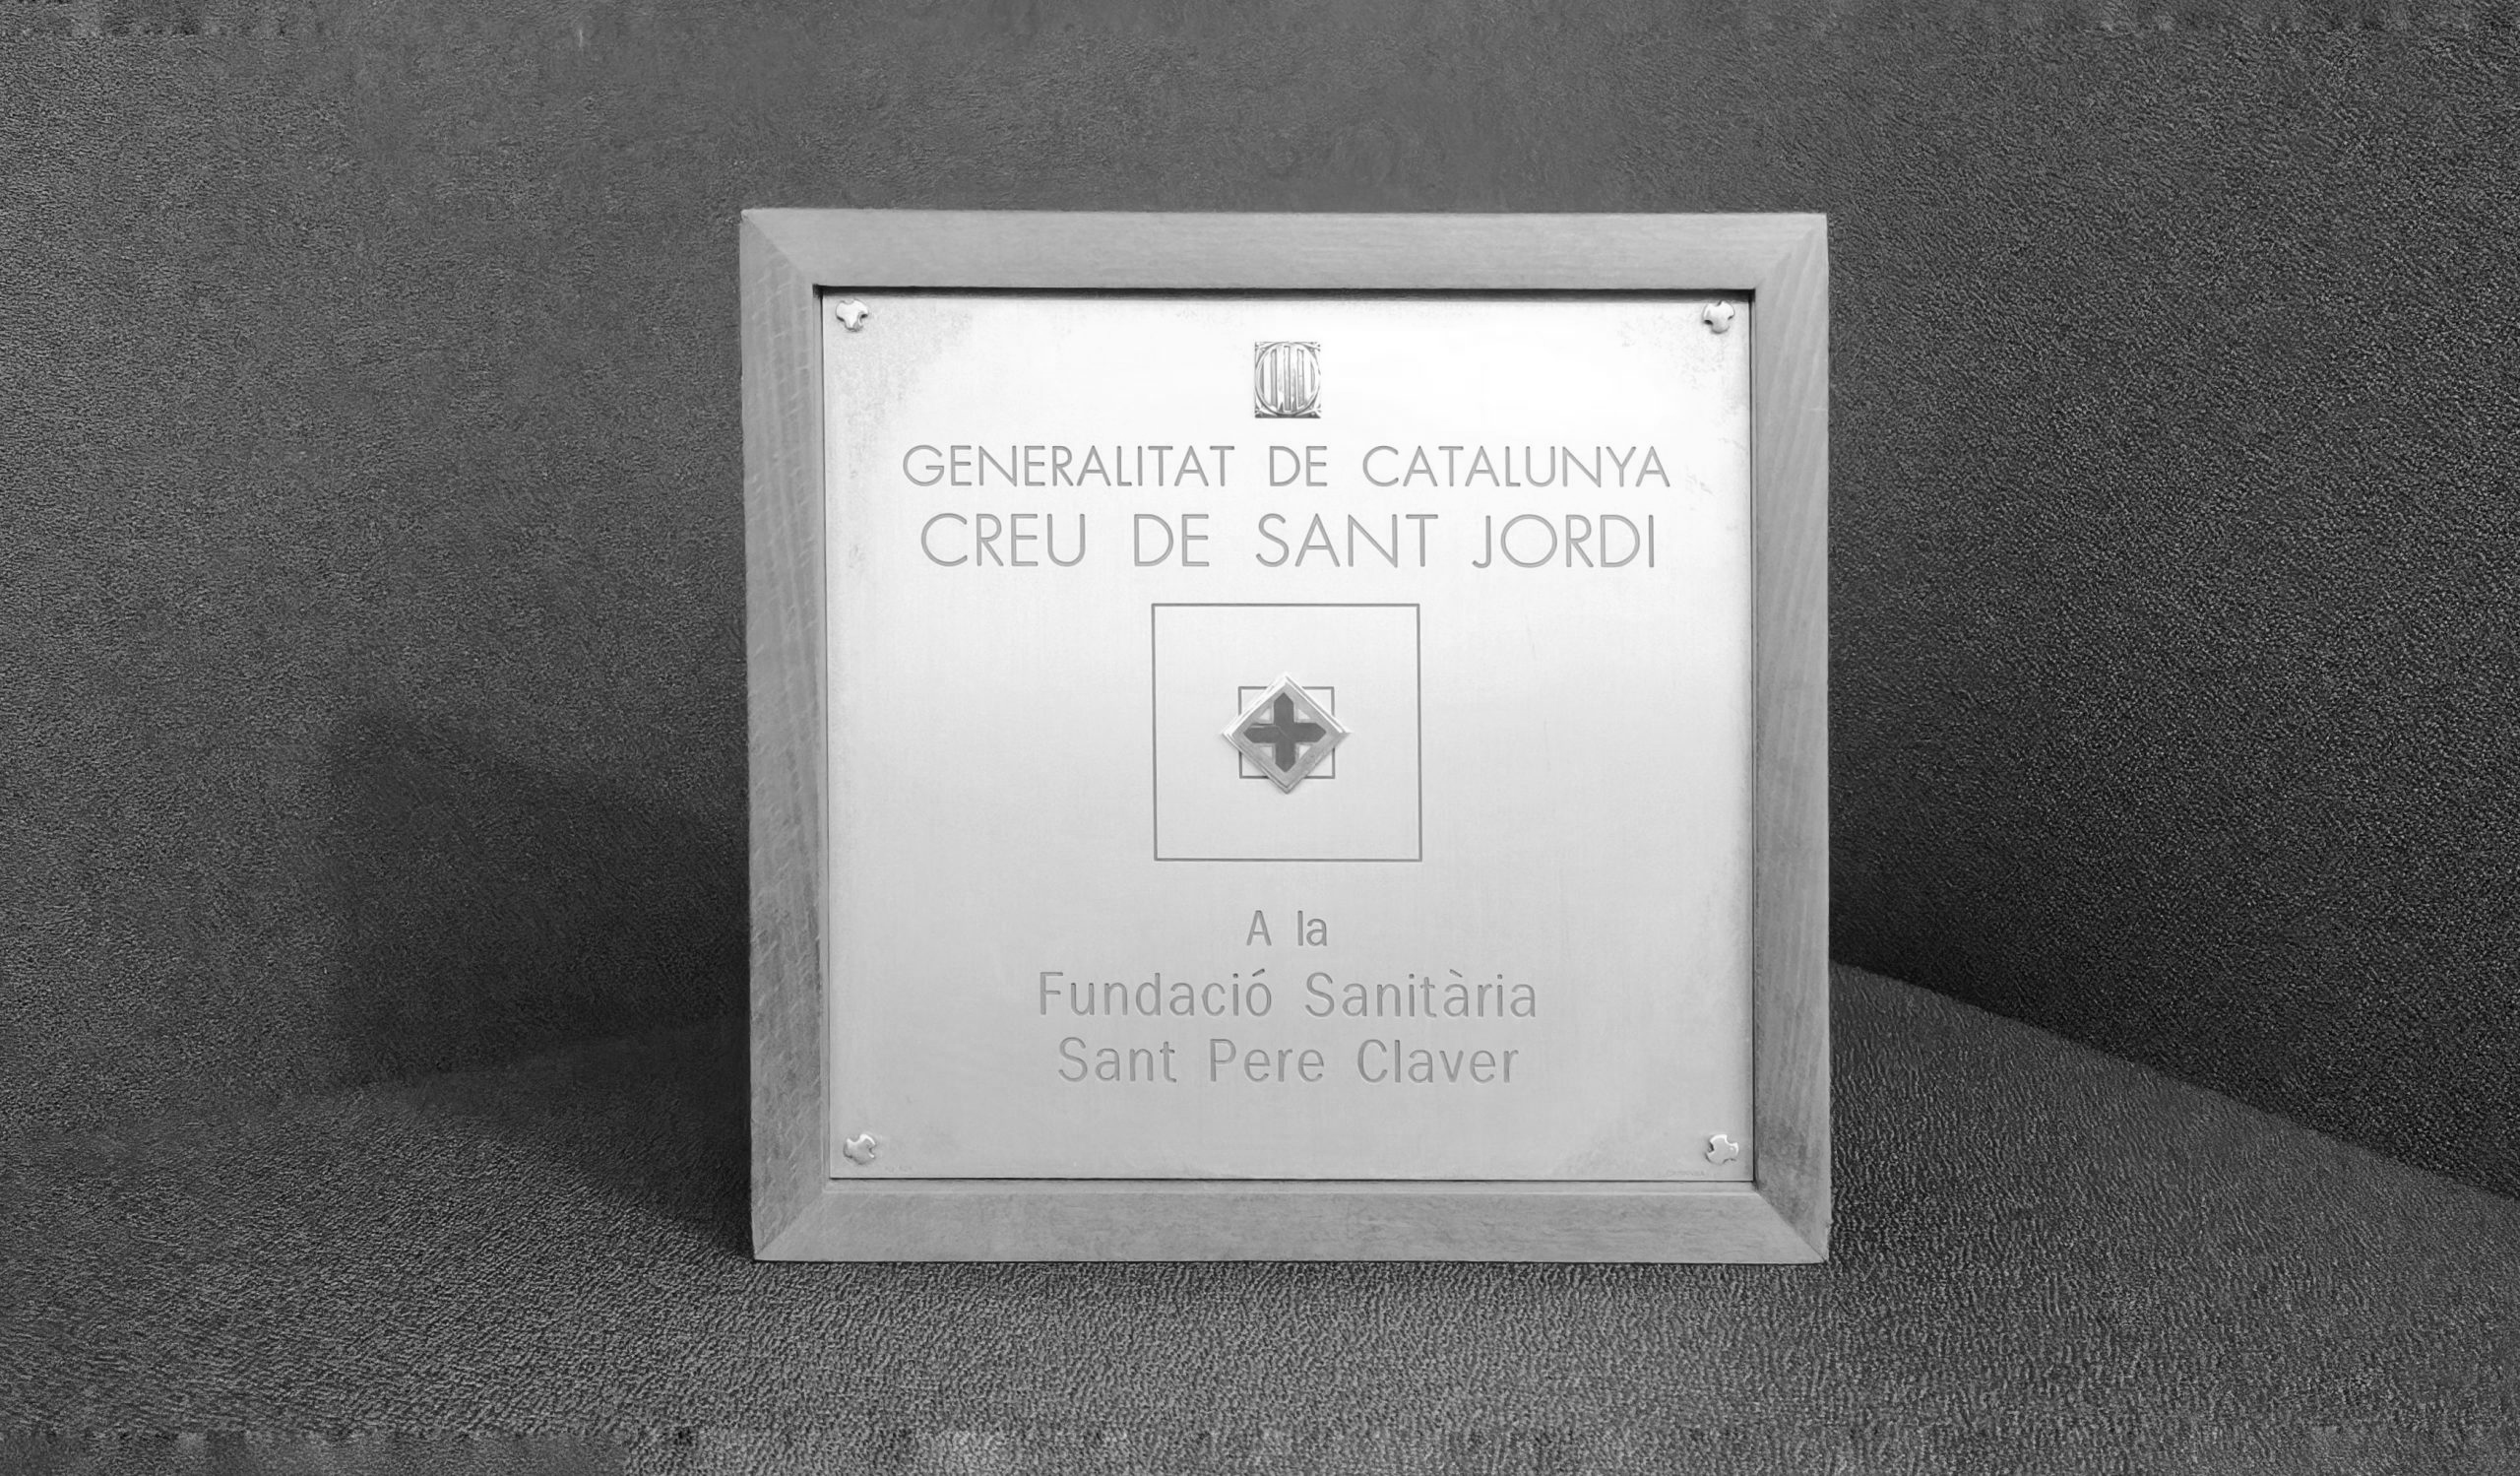 GENERALITAT DE CATALUNYA
CREU DE SANT JORDI
A la
Fundació Sanitària
Sant Pere Claver